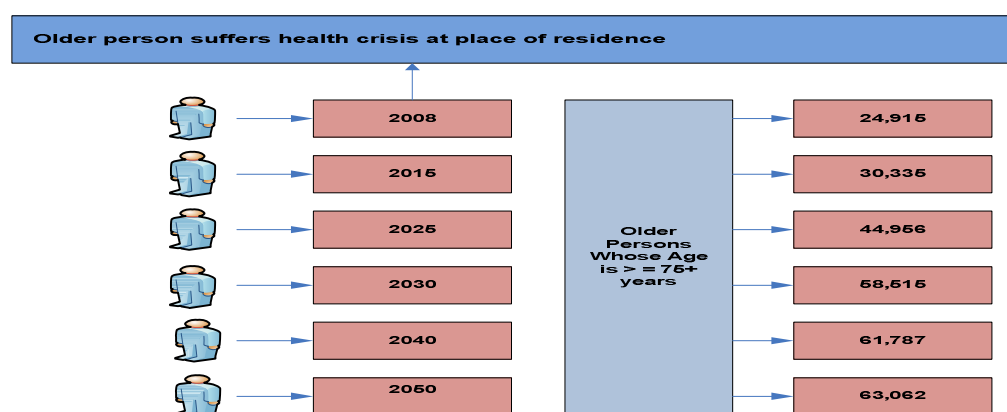 Older person suffers health crisis at place of residence
2008
24,915
2015
30,335
2025
44,956
Older
Persons
Whose Age
is > = 75+
years
2030
58,515
2040
61,787
2050
63,062